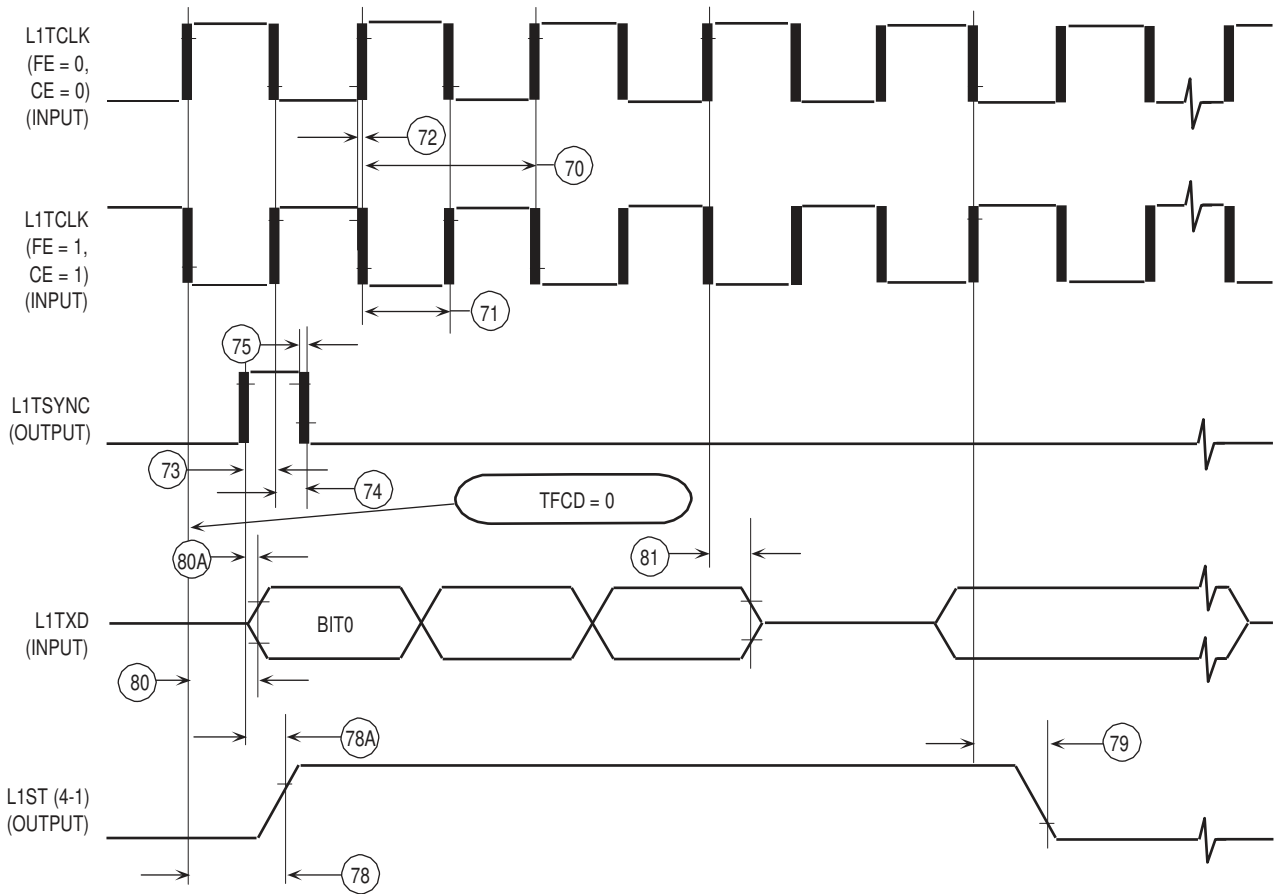 L1TCLK
(FE = 0,
CE = 0)
(INPUT)
72
70
L1TCLK
(FE = 1,
CE = 1)
(INPUT)
71
75
L1TSYNC
(OUTPUT)
73
74
TFCD = 0
80A
81
L1TXD
(INPUT)
BIT0
80
78A
79
L1ST (4-1)
(OUTPUT)
78